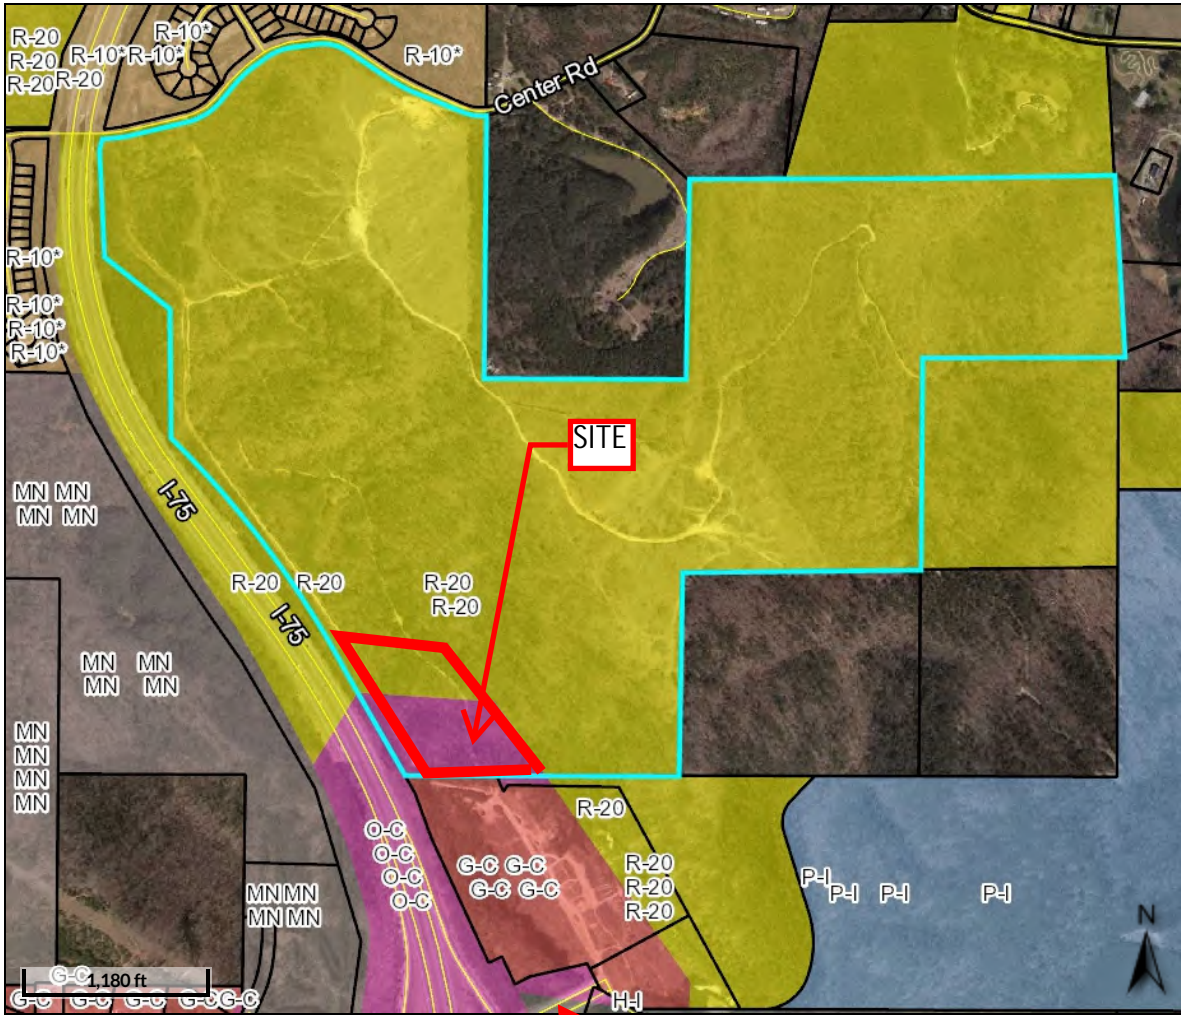 R-20
R-20
R-20
R-20
R-10*
R-10*
R-10*
R-10*
Center Rd
R-10*
R-10*
R-10*
R-10*
SITE
MN MN
MN MN
I-75
R-20
R-20
R-20
R-20
I-75
MN MN
MN MN
MN
MN
MN
MN
R-20
O-C
O-C
O-C
O-C
G-C G-C
G-C G-C
R-20
R-20
R-20
P-I
P-I
P-I
P-I
MN MN
MN MN
N
G-C
1,180 ft
G-C
G-C
G-C
G-C
G-C
H-I